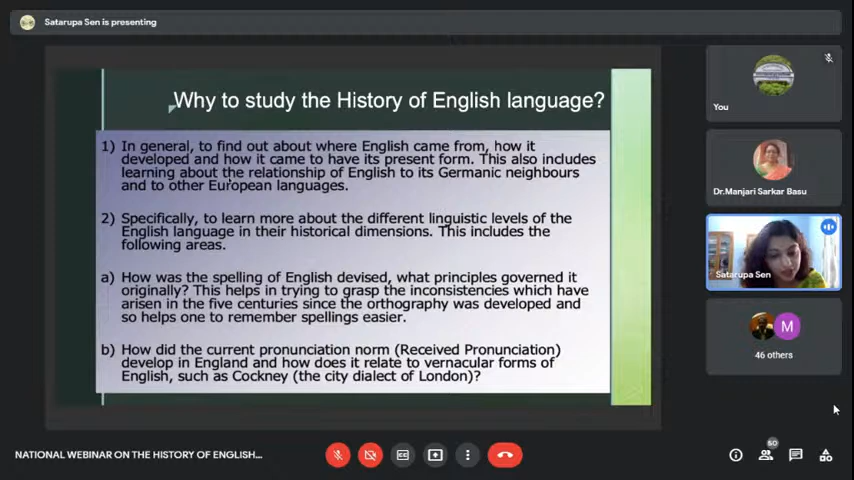 Satarupa Sen is presenting
Why to study the History of English language?
1) In general, to find out about where English came from, how it
developed and how it came to have its present form. This also includes
learning about the relationship of English to its Germanic neighbours
and to other European languages.
2) Specifically, to learn more about the different linguistic levels of the
English language in their historical dimensions. This includes the
following areas.
a) How was the spelling of English devised, what principles governed it
originally? This helps in trying to grasp the inconsistencies which have
arisen in the five centuries since the orthography was developed and
so helps one to remember spellings easier.
b) How did the current pronunciation norm (Received Pronunciation)
develop in England and how does it relate to vernacular forms of
English, such as Cockney (the city dialect of London)?
You
Dr.Manjari Sarkar Basu
Satarupa Sen
M
46 others
NATIONAL WEBINAR ON THE HISTORY OF ENGLISH...
CC
50